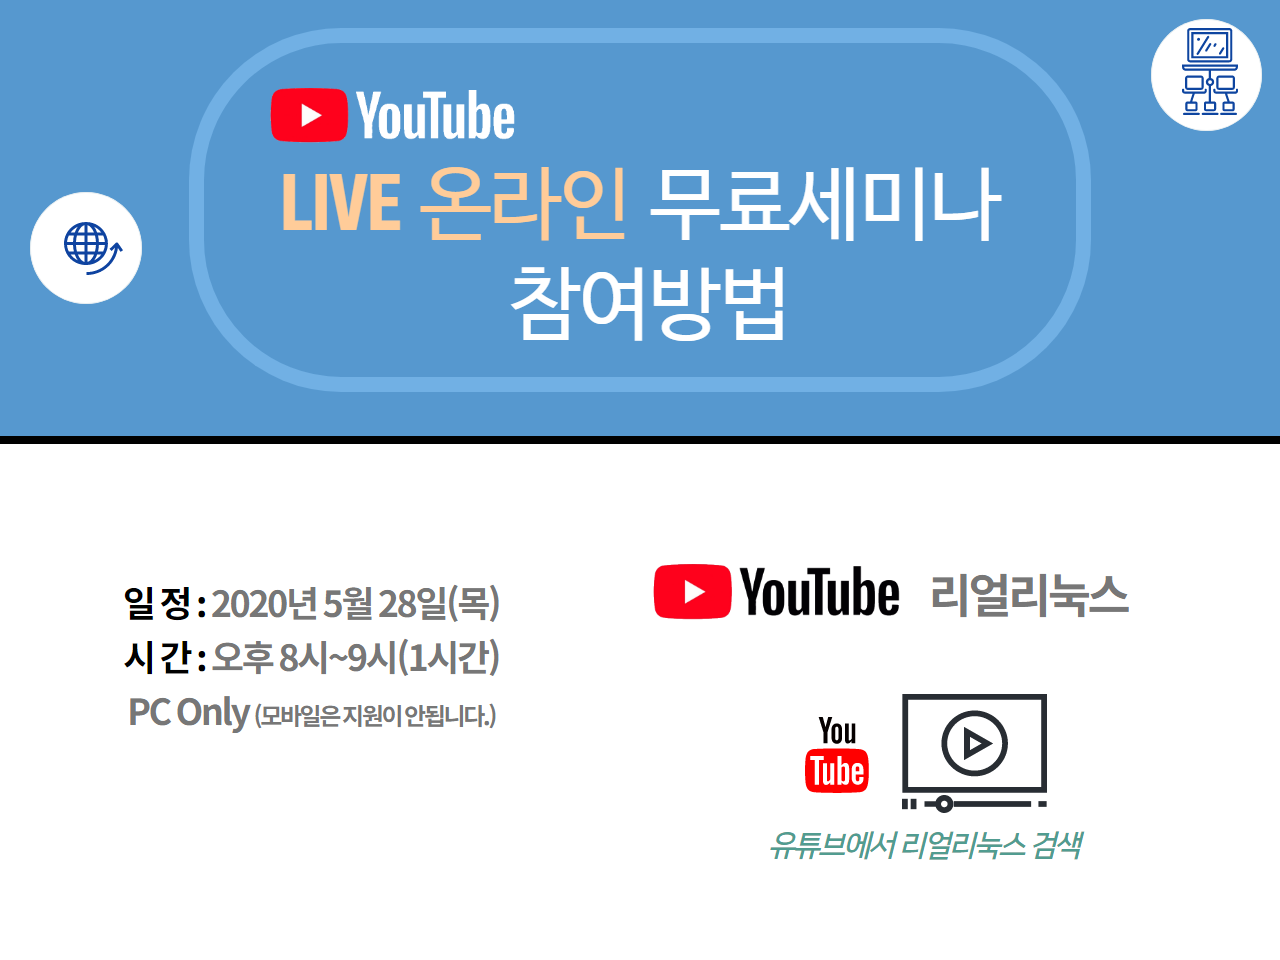 YouTube
LIVE 온라인 무료세미나
참여방법
일 정 : 2020년 5월 28일(목)
시 간 : 오후 8시~9시(1시간)
PC Only (모바일은 지원이 안됩니다.)
YouTube 리얼리눅스
You
Tube
유튜브에서 리얼리눅스 검색